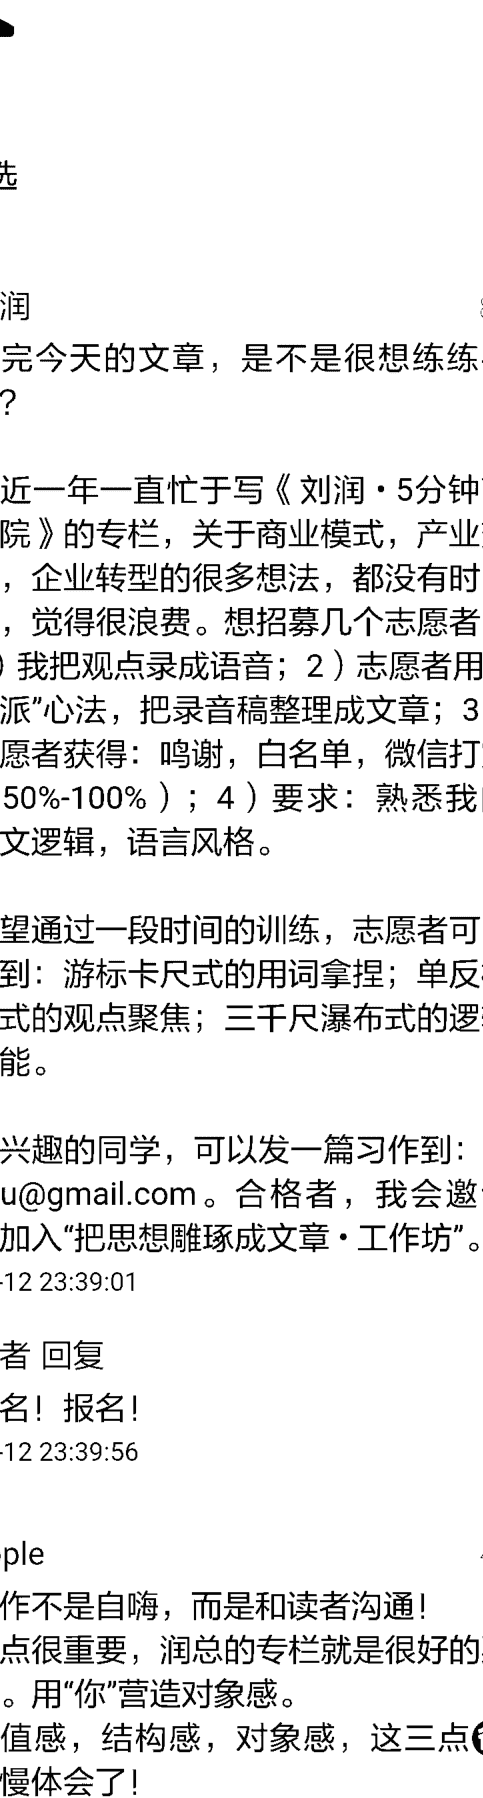 选
润
完今天的文章，是不是很想练练
？
近一年一直忙于写《刘润·5分钟
院》的专栏，关于商业模式，产业
，企业转型的很多想法，都没有时
，觉得很浪费。想招募几个志愿者
）我把观点录成语音；2）志愿者用
派”心法，把录音稿整理成文章；3
愿者获得：鸣谢，白名单，微信打
50%-100%）；4）要求：熟悉我
文逻辑，语言风格。
望通过一段时间的训练，志愿者可
到：游标卡尺式的用词拿捏；单反
式的观点聚焦；三千尺瀑布式的逻
能。
兴趣的同学，可以发一篇习作到：
u@gmail.com。合格者，我会邀
加入“把思想雕琢成文章·工作坊”。
-12 23:39:01
者 回复
名！报名！
-12 23:39:56
ple
作不是自嗨，而是和读者沟通！
点很重要，润总的专栏就是很好的
。用“你”营造对象感。
值感，结构感，对象感，这三点
慢体会了！